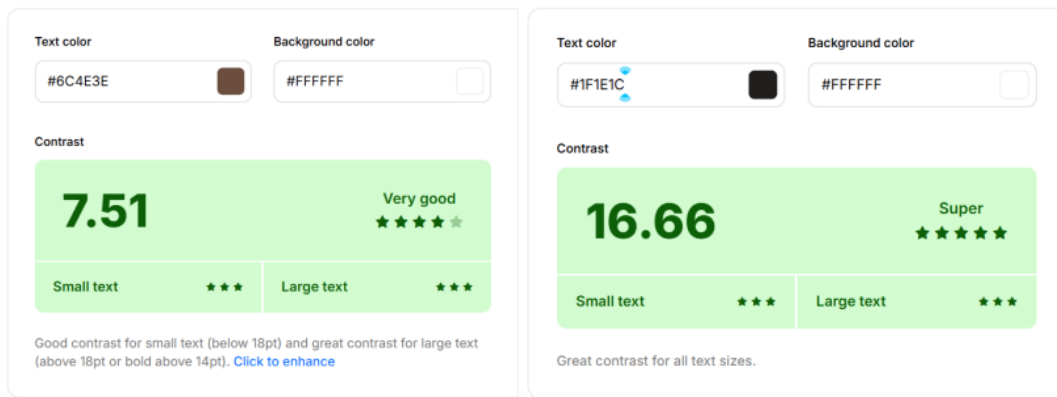 Text color
Background color
#6C4E3E
#FFFFFF
Contrast
7.51
Very good
Small text
Large text
Good contrast for small text (below 18pt) and great contrast for large text
(above 18pt or bold above 14pt). Click to enhance
Text color
Background color
#1F1E1C
#FFFFFF
Contrast
16.66
Super
Small text
Large text
Great contrast for all text sizes.